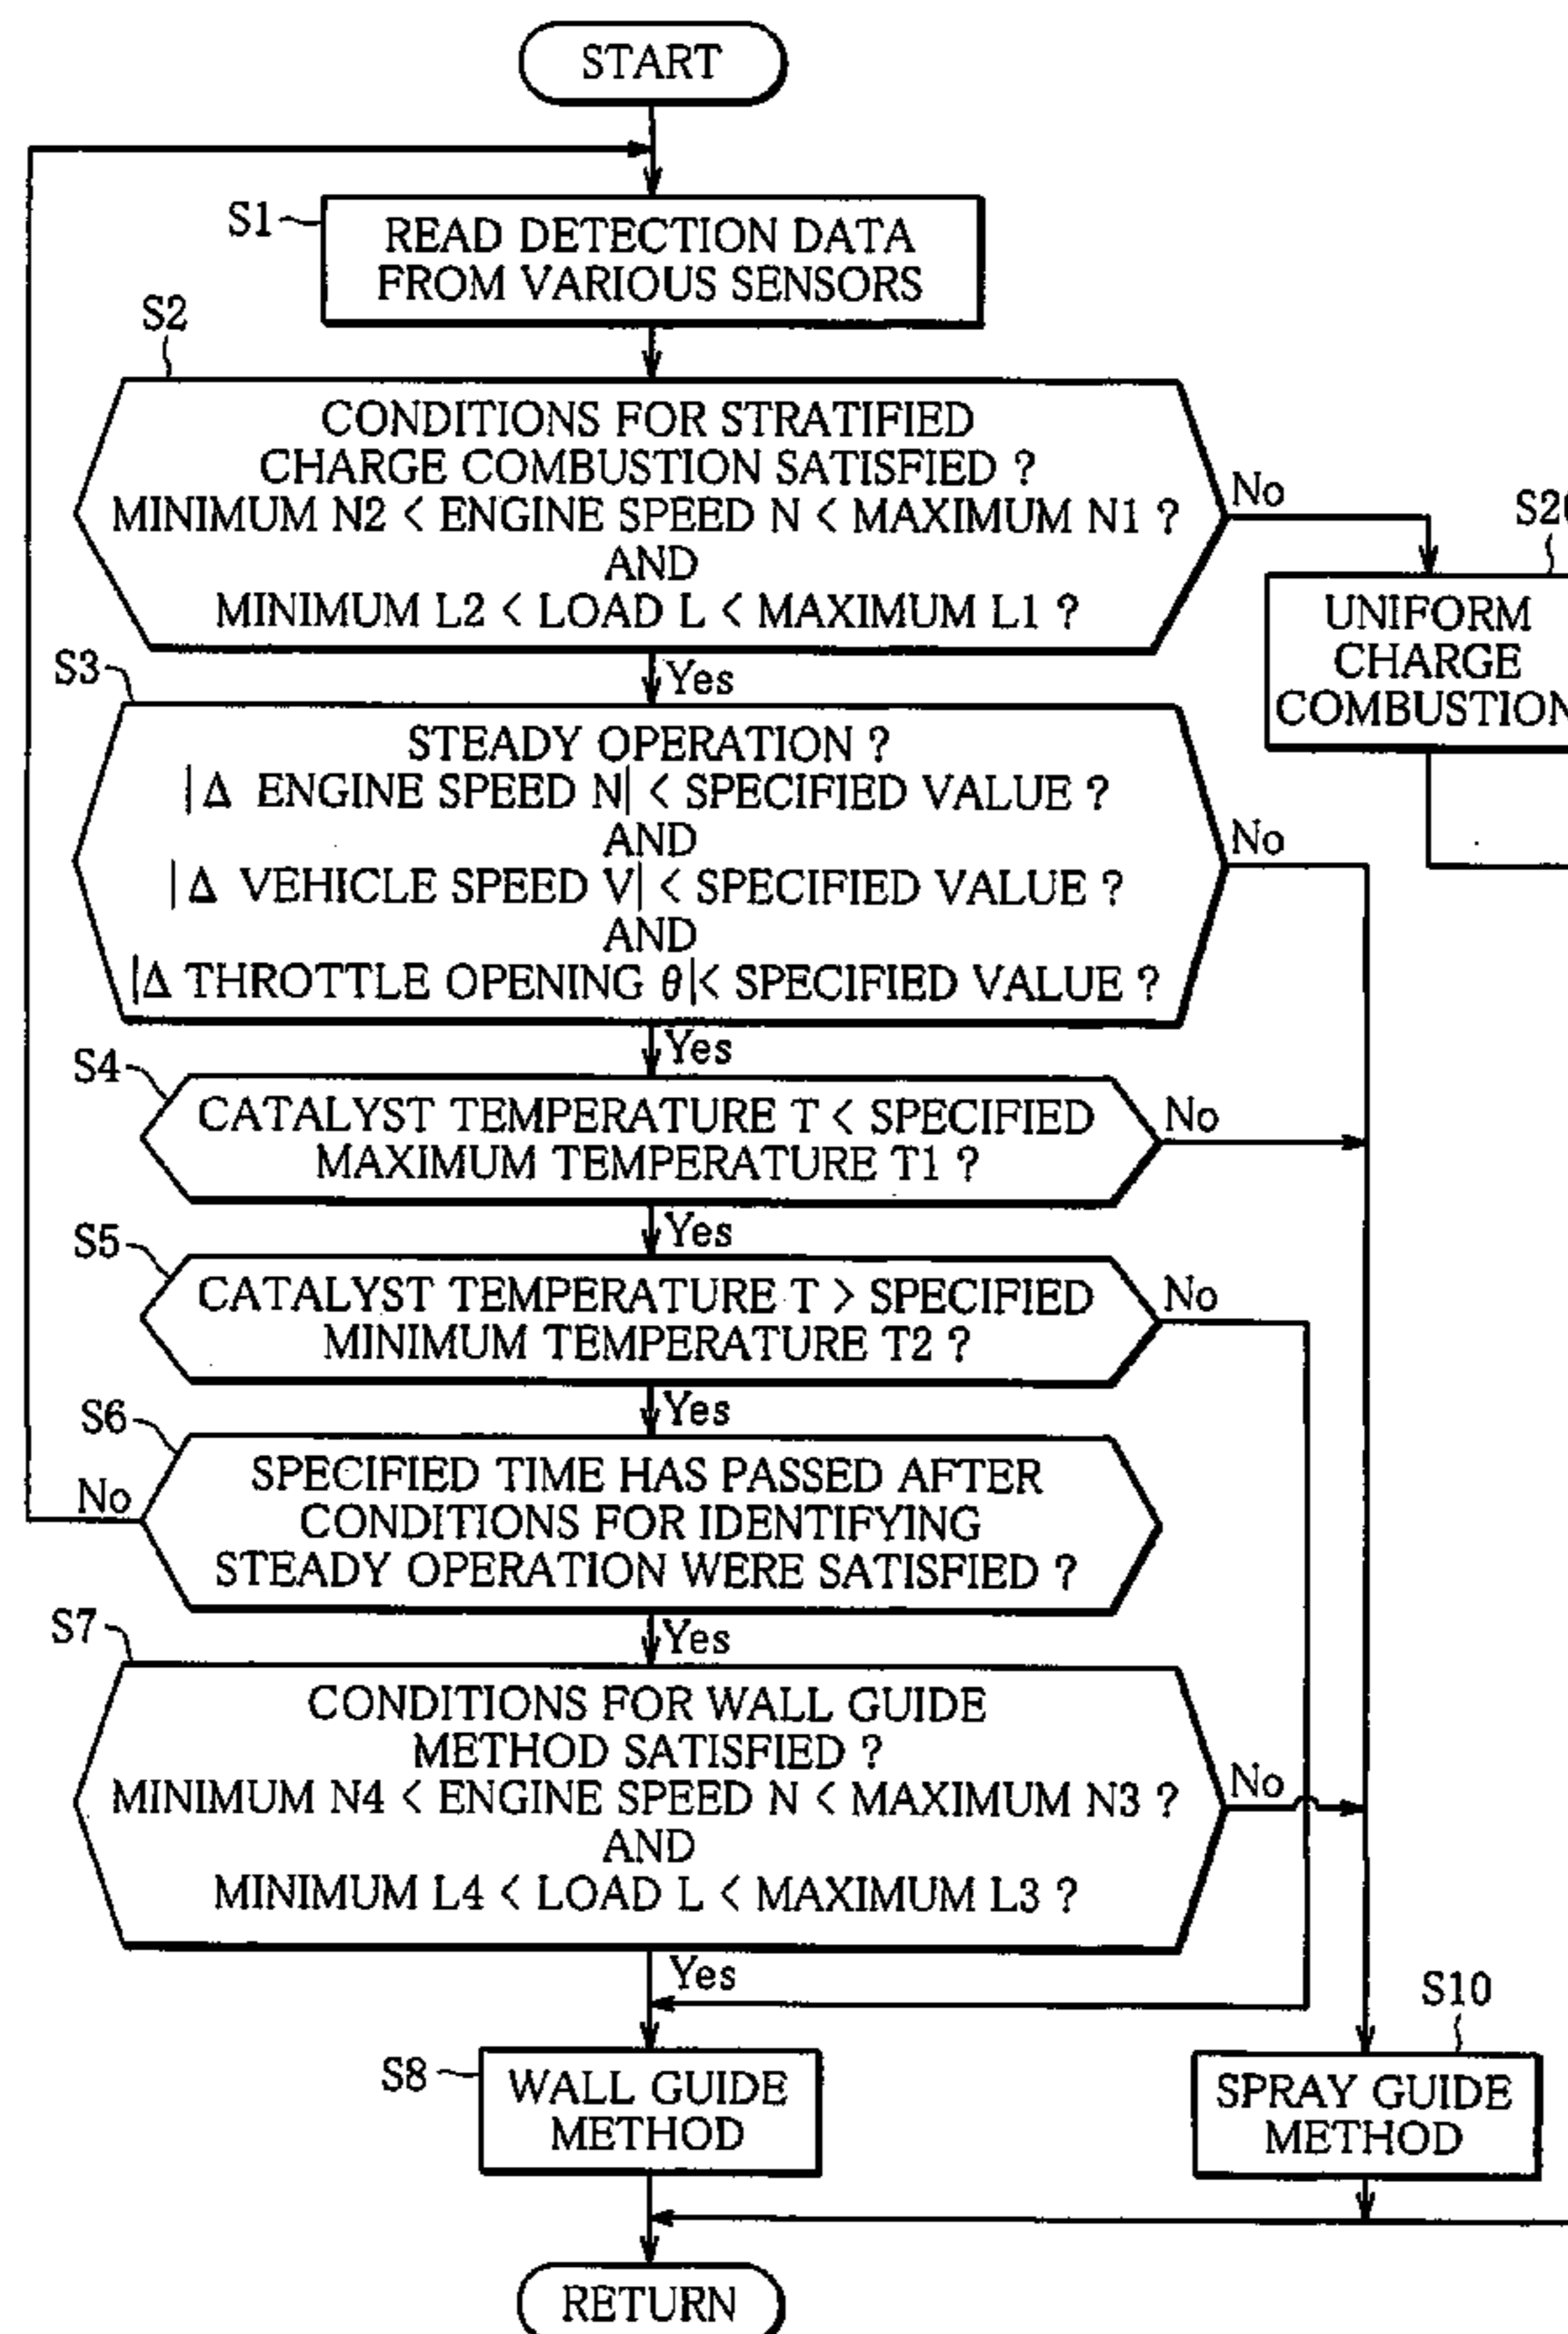 START
S1
READ DETECTION DATA
FROM VARIOUS SENSORS
S2
CONDITIONS FOR STRATIFIED
CHARGE COMBUSTION SATISFIED ?
MINIMUM N2 < ENGINE SPEED N < MAXIMUM N1 ?
AND
MINIMUM L2 < LOAD L < MAXIMUM L1 ?
No
Yes
UNIFORM
CHARGE
COMBUSTION
S3
STEADY OPERATION ?
|Δ ENGINE SPEED N| < SPECIFIED VALUE ?
AND
|Δ VEHICLE SPEED V| < SPECIFIED VALUE ?
AND
|Δ THROTTLE OPENING θ|< SPECIFIED VALUE ?
No
Yes
S4
CATALYST TEMPERATURE T < SPECIFIED
MAXIMUM TEMPERATURE T1 ?
No
Yes
S5
CATALYST TEMPERATURE T > SPECIFIED
MINIMUM TEMPERATURE T2 ?
No
Yes
S6
SPECIFIED TIME HAS PASSED AFTER
CONDITIONS FOR IDENTIFYING
STEADY OPERATION WERE SATISFIED ?
No
Yes
S7
CONDITIONS FOR WALL GUIDE
METHOD SATISFIED ?
MINIMUM N4 < ENGINE SPEED N < MAXIMUM N3 ?
AND
MINIMUM L4 < LOAD L < MAXIMUM L3 ?
No
Yes
S8
WALL GUIDE
METHOD
S10
SPRAY GUIDE
METHOD
RETURN